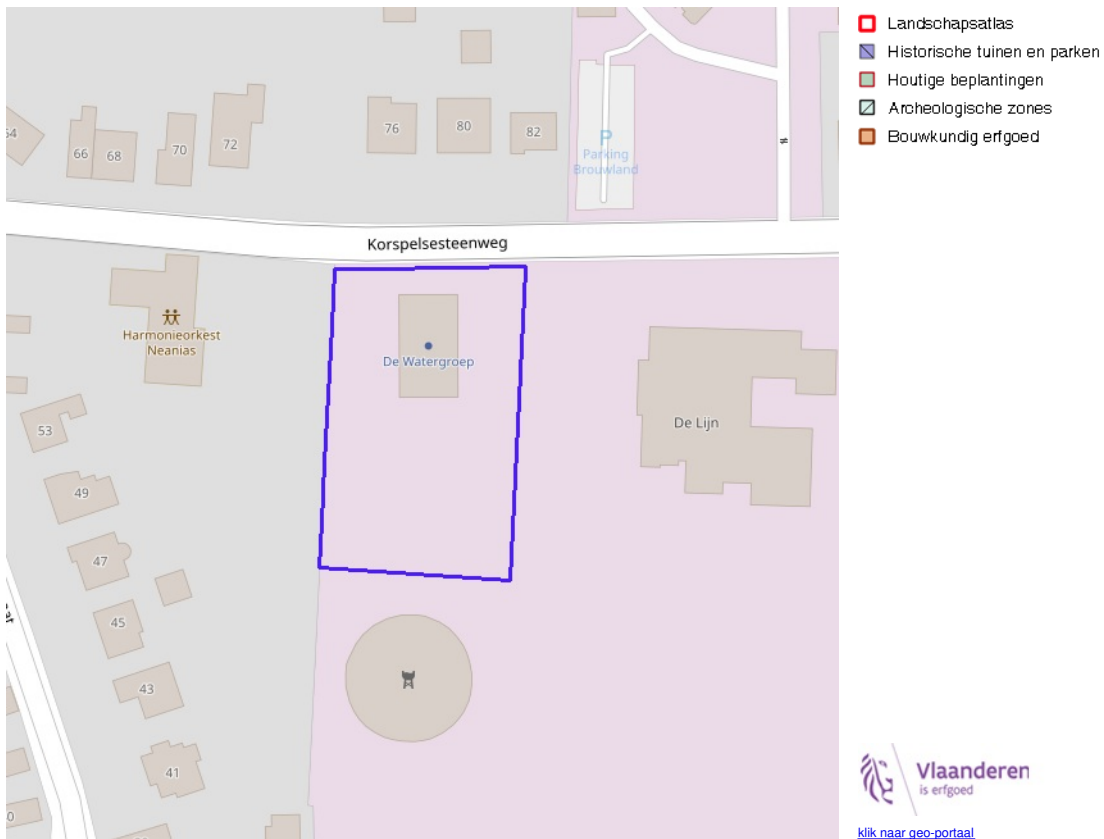 Landschapsatlas
Historische tuinen en parken
Houtige beplantingen
Archeologische zones
Bouwkundig erfgoed
66
68
70
72
76
80
82
P
Parking
Brouwland
Korspelsesteenweg
Harmonieorkest
Neanias
De Watergroep
De Lijn
53
49
47
45
43
41
Vlaanderen
is erfgoed
klik naar geo-portaal